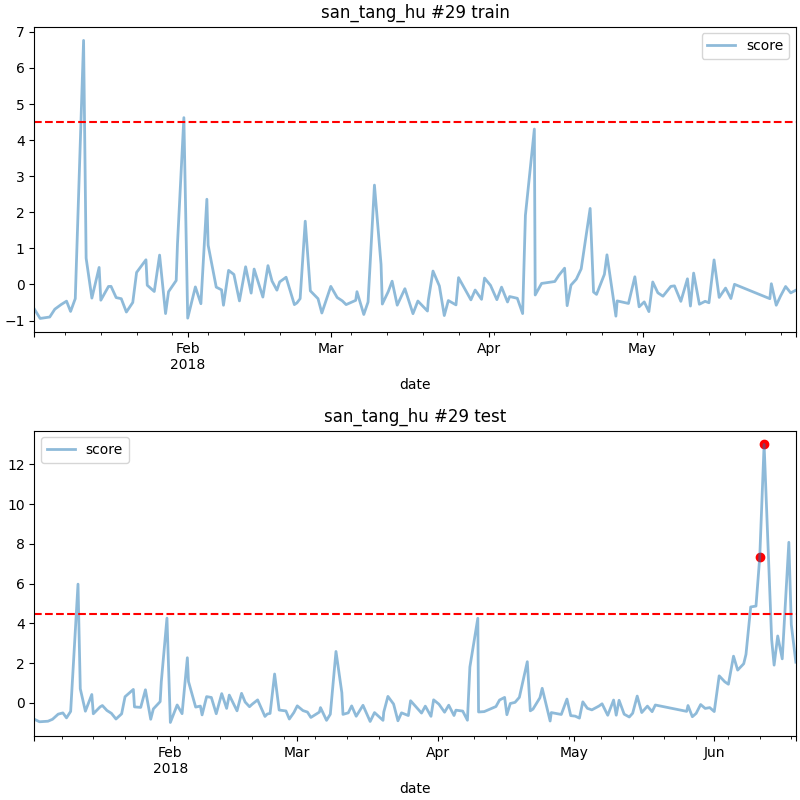 san_tang_hu #29 train
score
7
6
5
4
3
2
1
0
−1
Feb
2018
Mar
Apr
May
date
san_tang_hu #29 test
score
12
10
8
6
4
2
0
Feb
2018
Mar
Apr
May
Jun
date